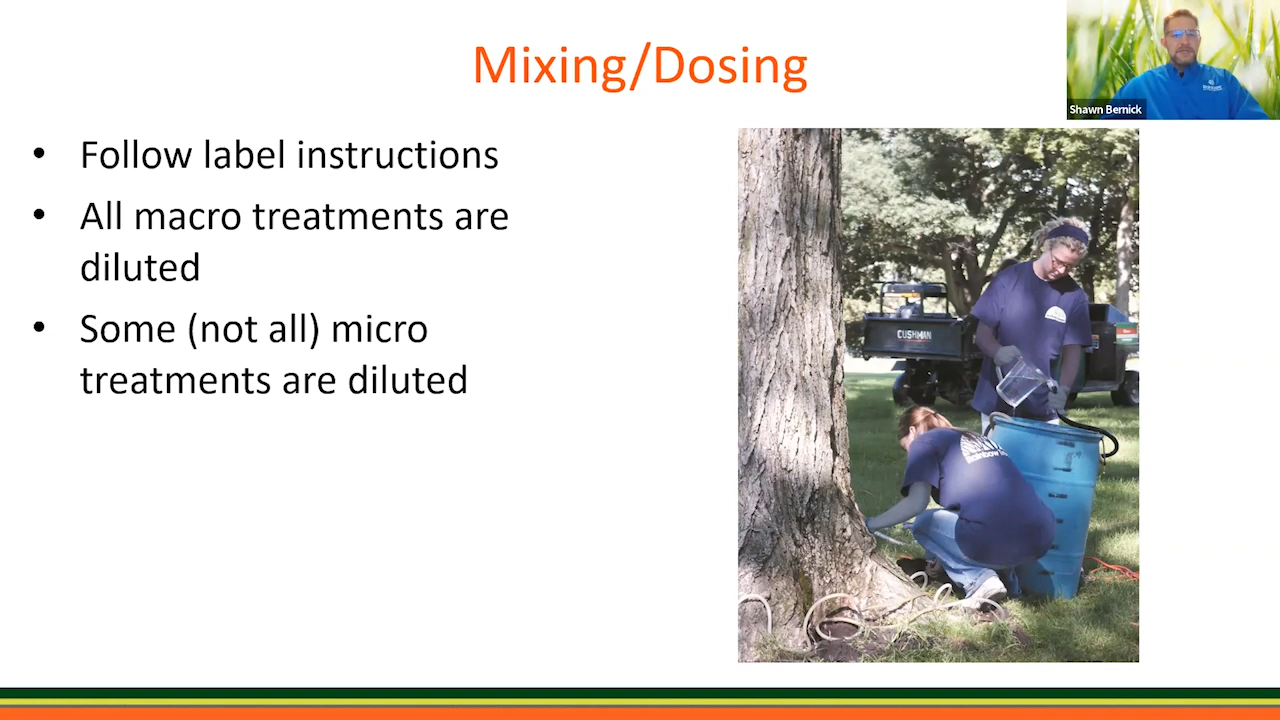 Mixing/Dosing
Shawn Bernick
• Follow label instructions
• All macro treatments are
diluted
• Some (not all) micro
treatments are diluted
CUSHMAN
Rainbow